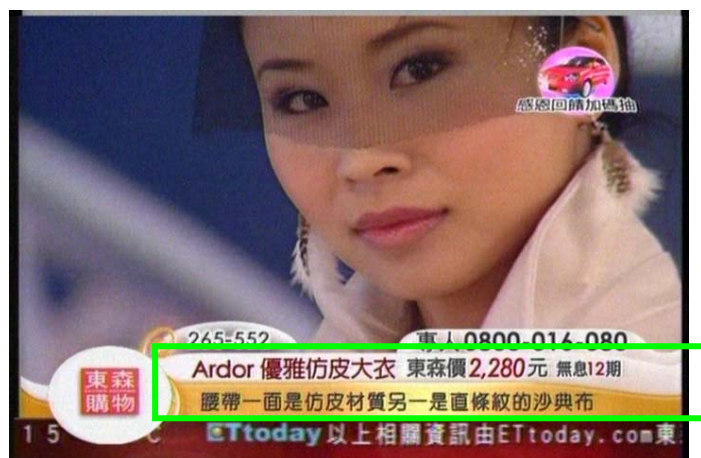 感恩回饋加碼抽
265-552 專人0800-016-080
Ardor 優雅仿皮大衣 東森價2,280元 無息12期
東森
購物
腰帶一面是仿皮材質另一是直條紋的沙典布
15 C ETtoday以上相關資訊由ETtoday.com東